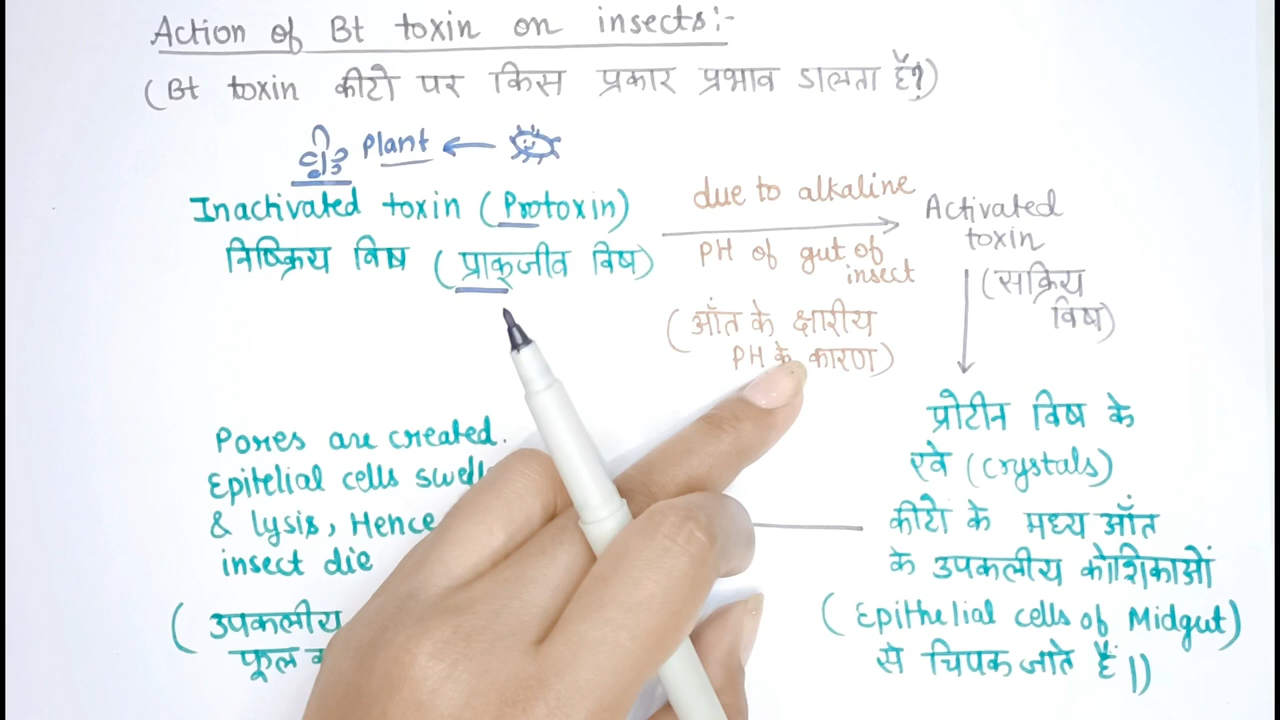 Action of Bt toxin on insects:-
(Bt toxin कीटो पर किस प्रकार प्रभाव डालता है?)
Plant
Inactivated toxin (Protoxin)
निष्क्रिय विष (प्राक्जीव विष)
due to alkaline
PH of gut of
insect
(आँत के क्षारीय
PH के कारण)
Activated
toxin
(सक्रिय
विष)
प्रोटीन विष के
रवे (Crystals)
कीटो के मध्य आँत
के उपकलीय कोशिकाओं
(Epithelial cells of Midgut)
से चिपक जाते हैं|)
Pores are created.
Epitelial cells swell
& lysis, Hence
insect die
(उपकलीय
फूल